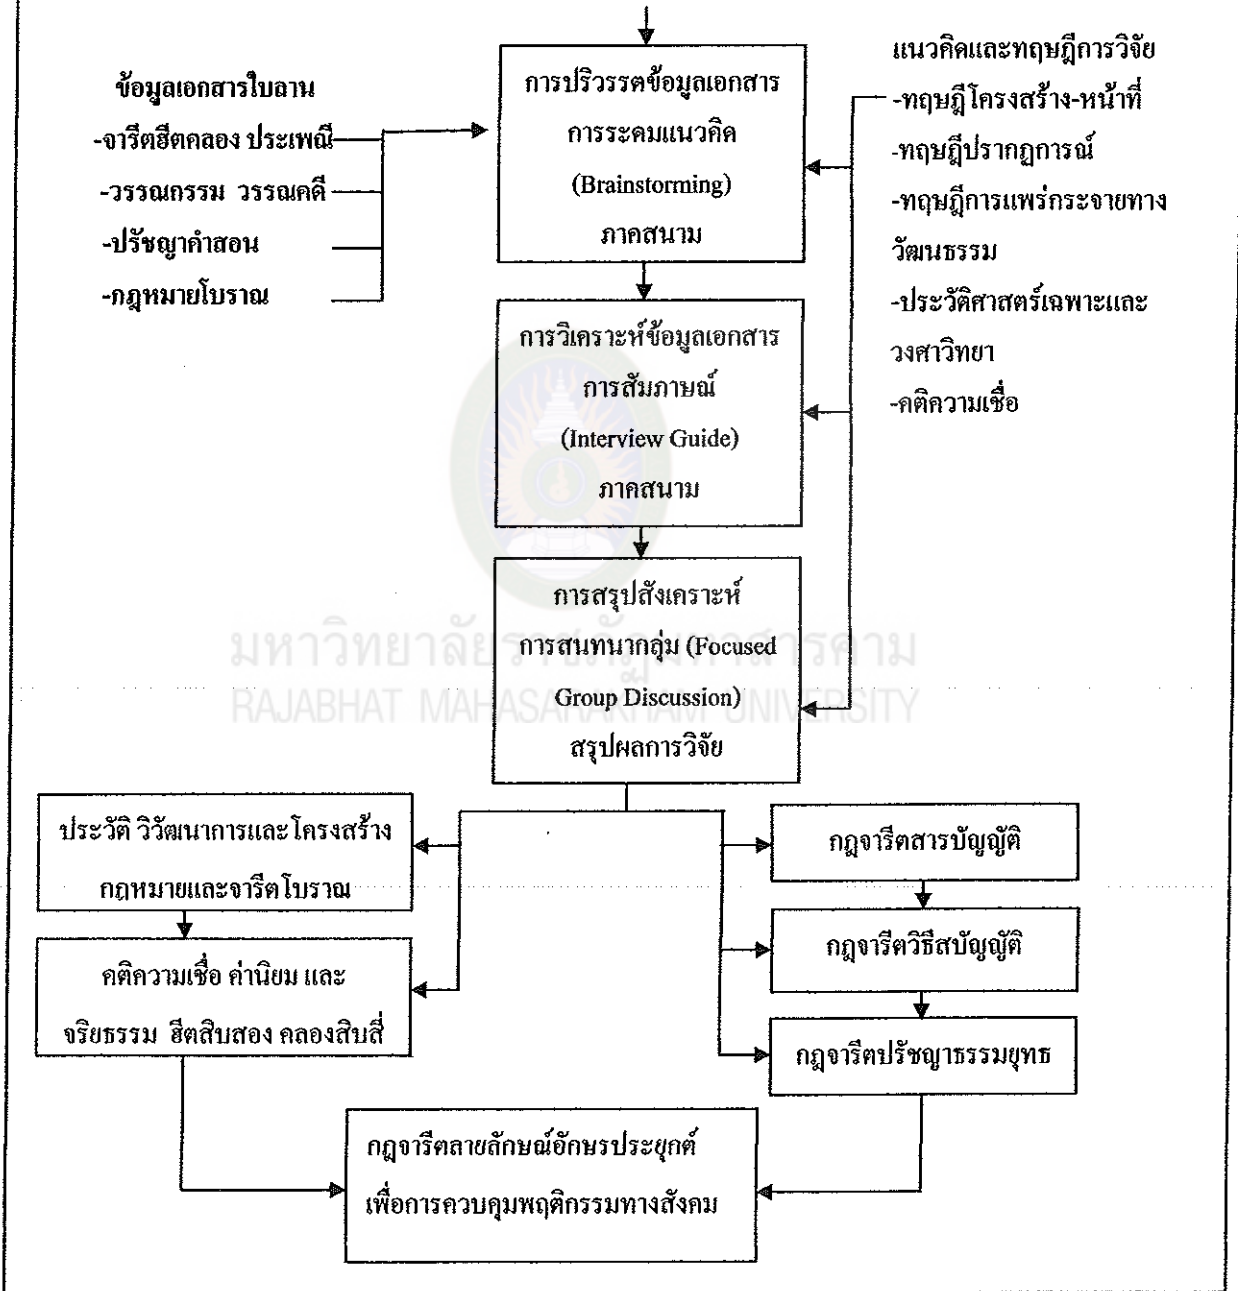 ข้อมูลเอกสารใบลาน
-จารีตฮีตคลอง ประเพณี
-วรรณกรรม วรรณคดี
-ปรัชญาคำสอน
-กฎหมายโบราณ
การปริวรรตข้อมูลเอกสาร
การระดมแนวคิด
(Brainstorming)
ภาคสนาม
แนวคิดและทฤษฎีการวิจัย
-ทฤษฎีโครงสร้าง-หน้าที่
-ทฤษฎีปรากฏการณ์
-ทฤษฎีการแพร่กระจายทาง
วัฒนธรรม
-ประวัติศาสตร์เฉพาะและ
วงศาวิทยา
-คติความเชื่อ
การวิเคราะห์ข้อมูลเอกสาร
การสัมภาษณ์
(Interview Guide)
ภาคสนาม
การสรุปสังเคราะห์
การสนทนากลุ่ม (Focused
Group Discussion)
สรุปผลการวิจัย
มหาวิทยาลัยราชภัฏมหาสารคาม
RAJABHAT MAHASARAKHAM UNIVERSITY
ประวัติ วิวัฒนาการและโครงสร้าง
กฎหมายและจารีตโบราณ
คติความเชื่อ ค่านิยม และ
จริยธรรม ฮีตสิบสอง คลองสิบสี่
กฎจารีตสารบัญญัติ
กฎจารีตวิธีสบัญญัติ
กฎจารีตปรัชญาธรรมยุทธ
กฎจารีตลายลักษณ์อักษรประยุกต์
เพื่อการควบคุมพฤติกรรมทางสังคม